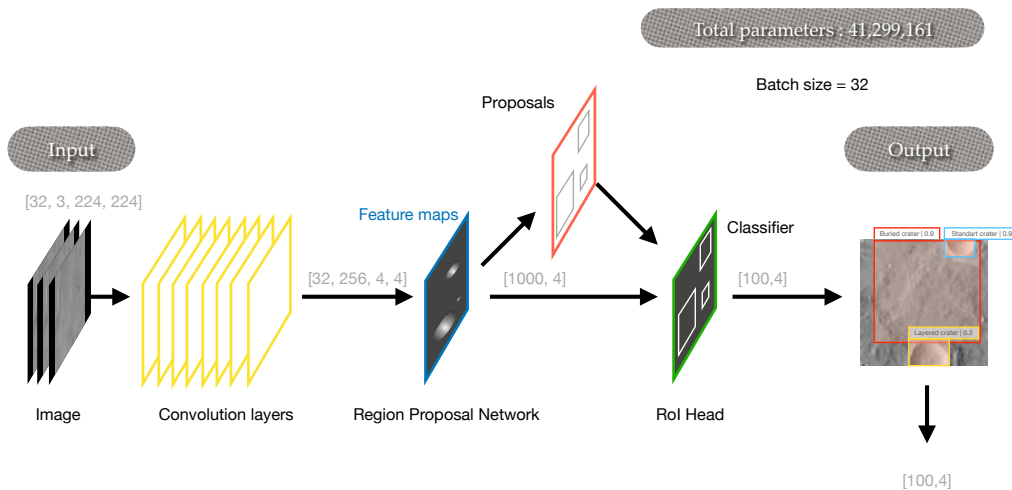 Total parameters : 41,299,161
Batch size = 32
Proposals
Input
Output
[32, 3, 224, 224]
Feature maps
Classifier
Buried crater | 0.9
Standart crater | 0.9
[32, 256, 4, 4]
[1000, 4]
[100,4]
Layered crater | 0.3
Image
Convolution layers
Region Proposal Network
RoI Head
[100,4]